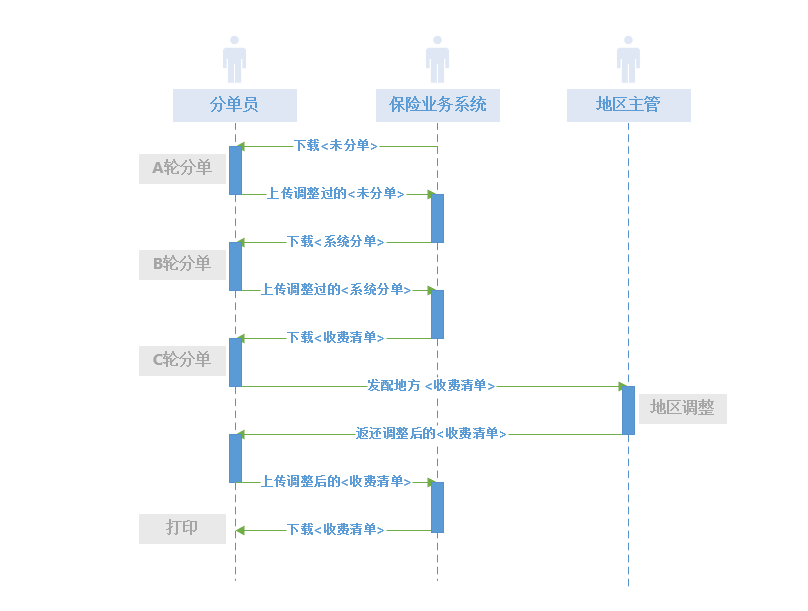 分单员
保险业务系统
地区主管
下载<未分单>
A轮分单
上传调整过的<未分单>
下载<系统分单>
B轮分单
上传调整过的<系统分单>
下载<收费清单>
C轮分单
发配地方 <收费清单>
地区调整
返还调整后的<收费清单>
上传调整后的<收费清单>
打印
下载<收费清单>